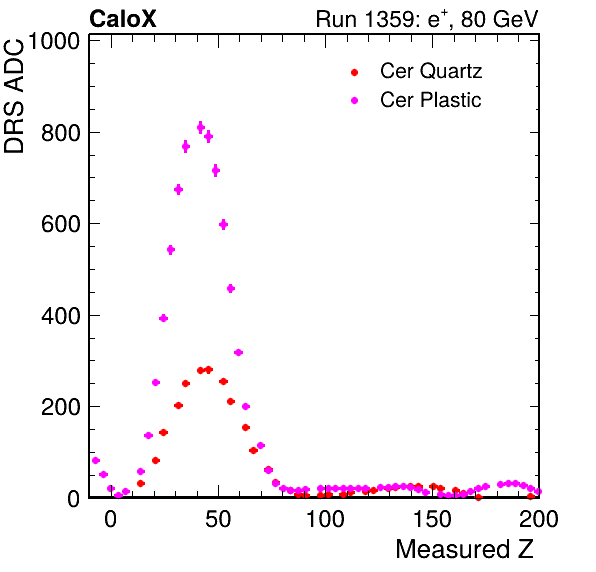 CaloX Run 1359: e⁺, 80 GeV
DRS ADC
1000
800
600
400
200
0
Cer Quartz
Cer Plastic
0 50 100 150 200
Measured Z